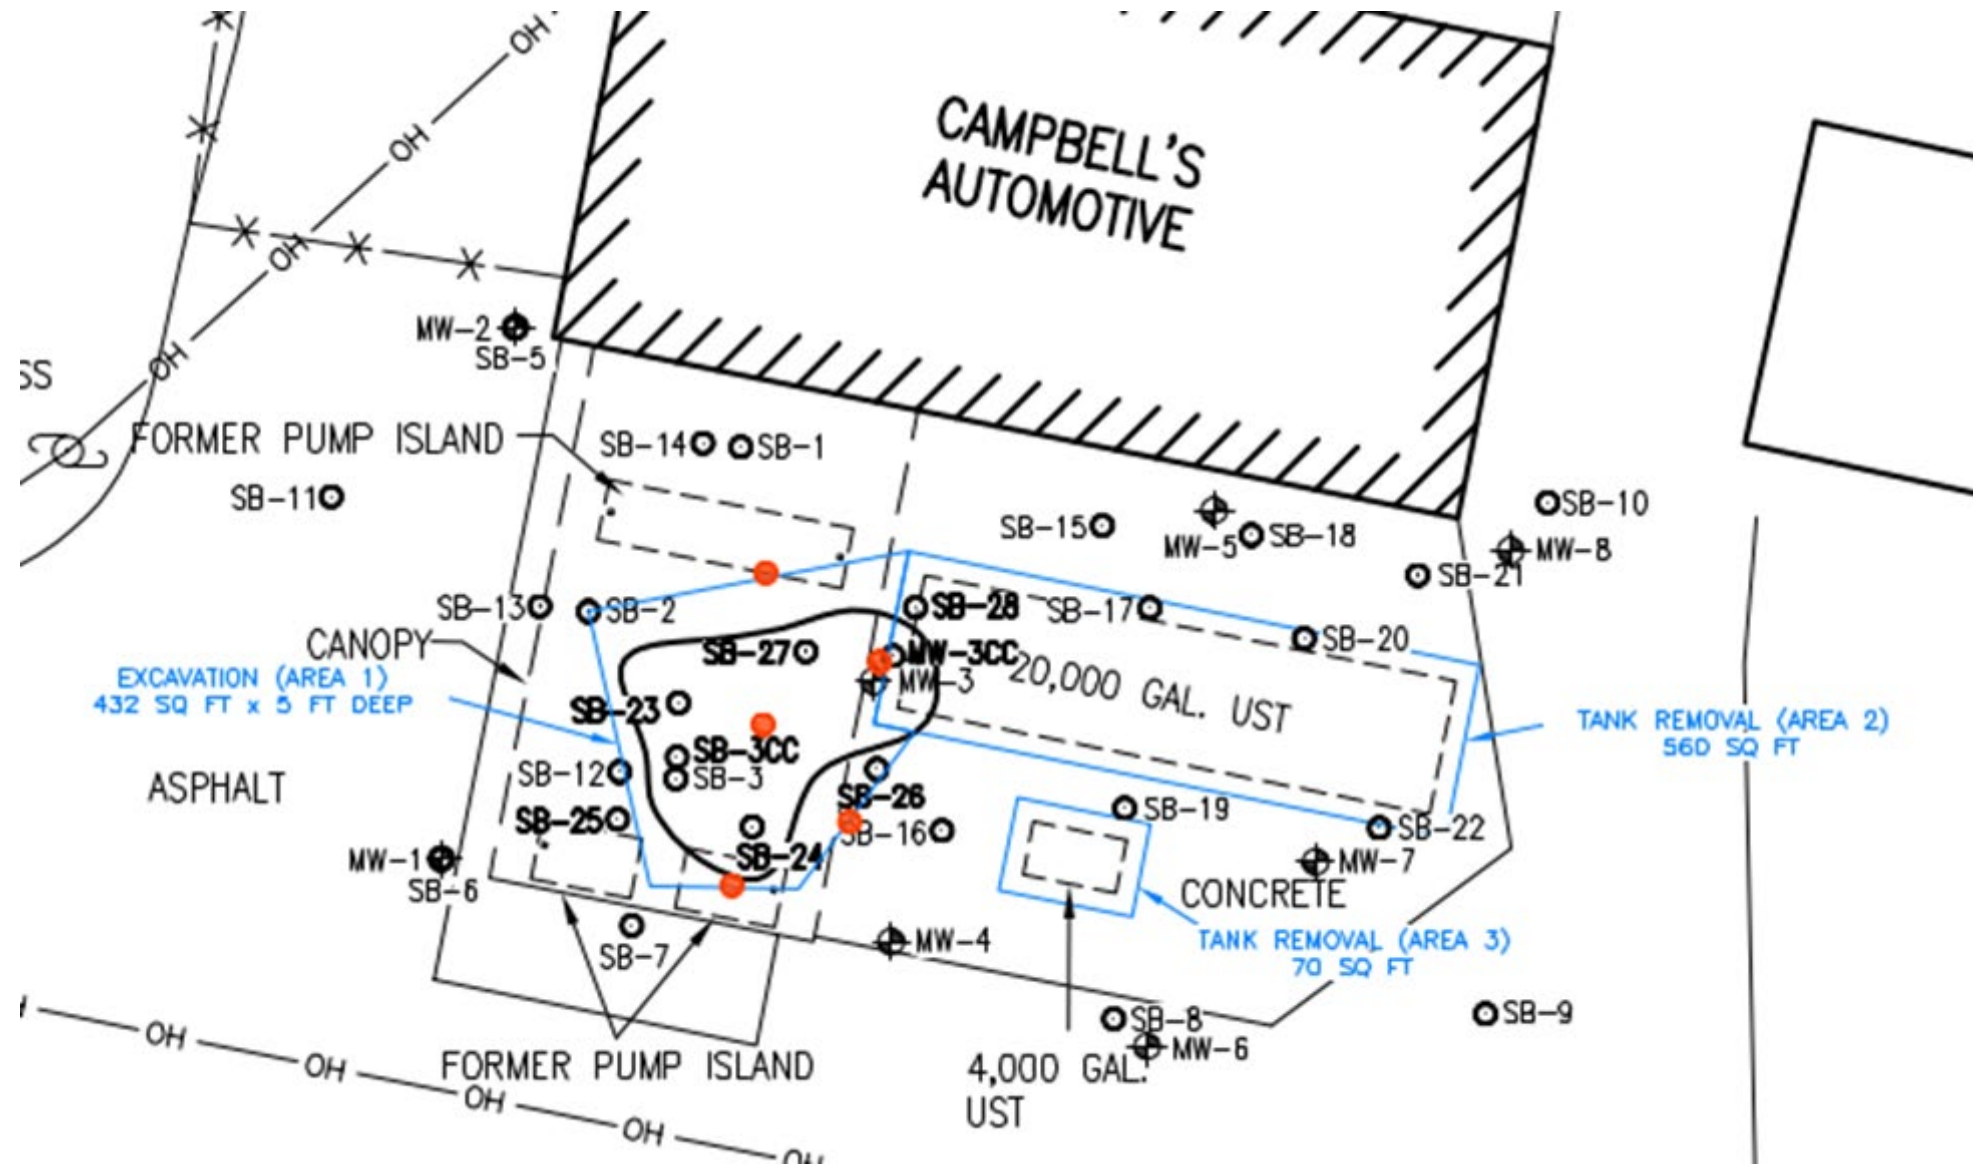 OH
CAMPBELL'S
AUTOMOTIVE
OH
OH
MW-2
SB-5
OH
SS
FORMER PUMP ISLAND
SB-14
SB-1
SB-11
SB-15
MW-5
SB-18
SB-10
MW-8
SB-21
SB-13
SB-2
SB-28
SB-17
SB-20
CANOPY
SB-27
MW-3CC
MW-3
20,000 GAL. UST
EXCAVATION (AREA 1)
432 SQ FT x 5 FT DEEP
SB-23
TANK REMOVAL (AREA 2)
560 SQ FT
SB-3CC
SB-12
SB-3
ASPHALT
SB-26
SB-25
SB-16
SB-19
SB-22
SB-24
MW-1
SB-6
MW-7
CONCRETE
SB-7
MW-4
TANK REMOVAL (AREA 3)
70 SQ FT
SB-8
SB-9
MW-6
OH
OH
OH
OH
OH
FORMER PUMP ISLAND
4,000 GAL.
UST